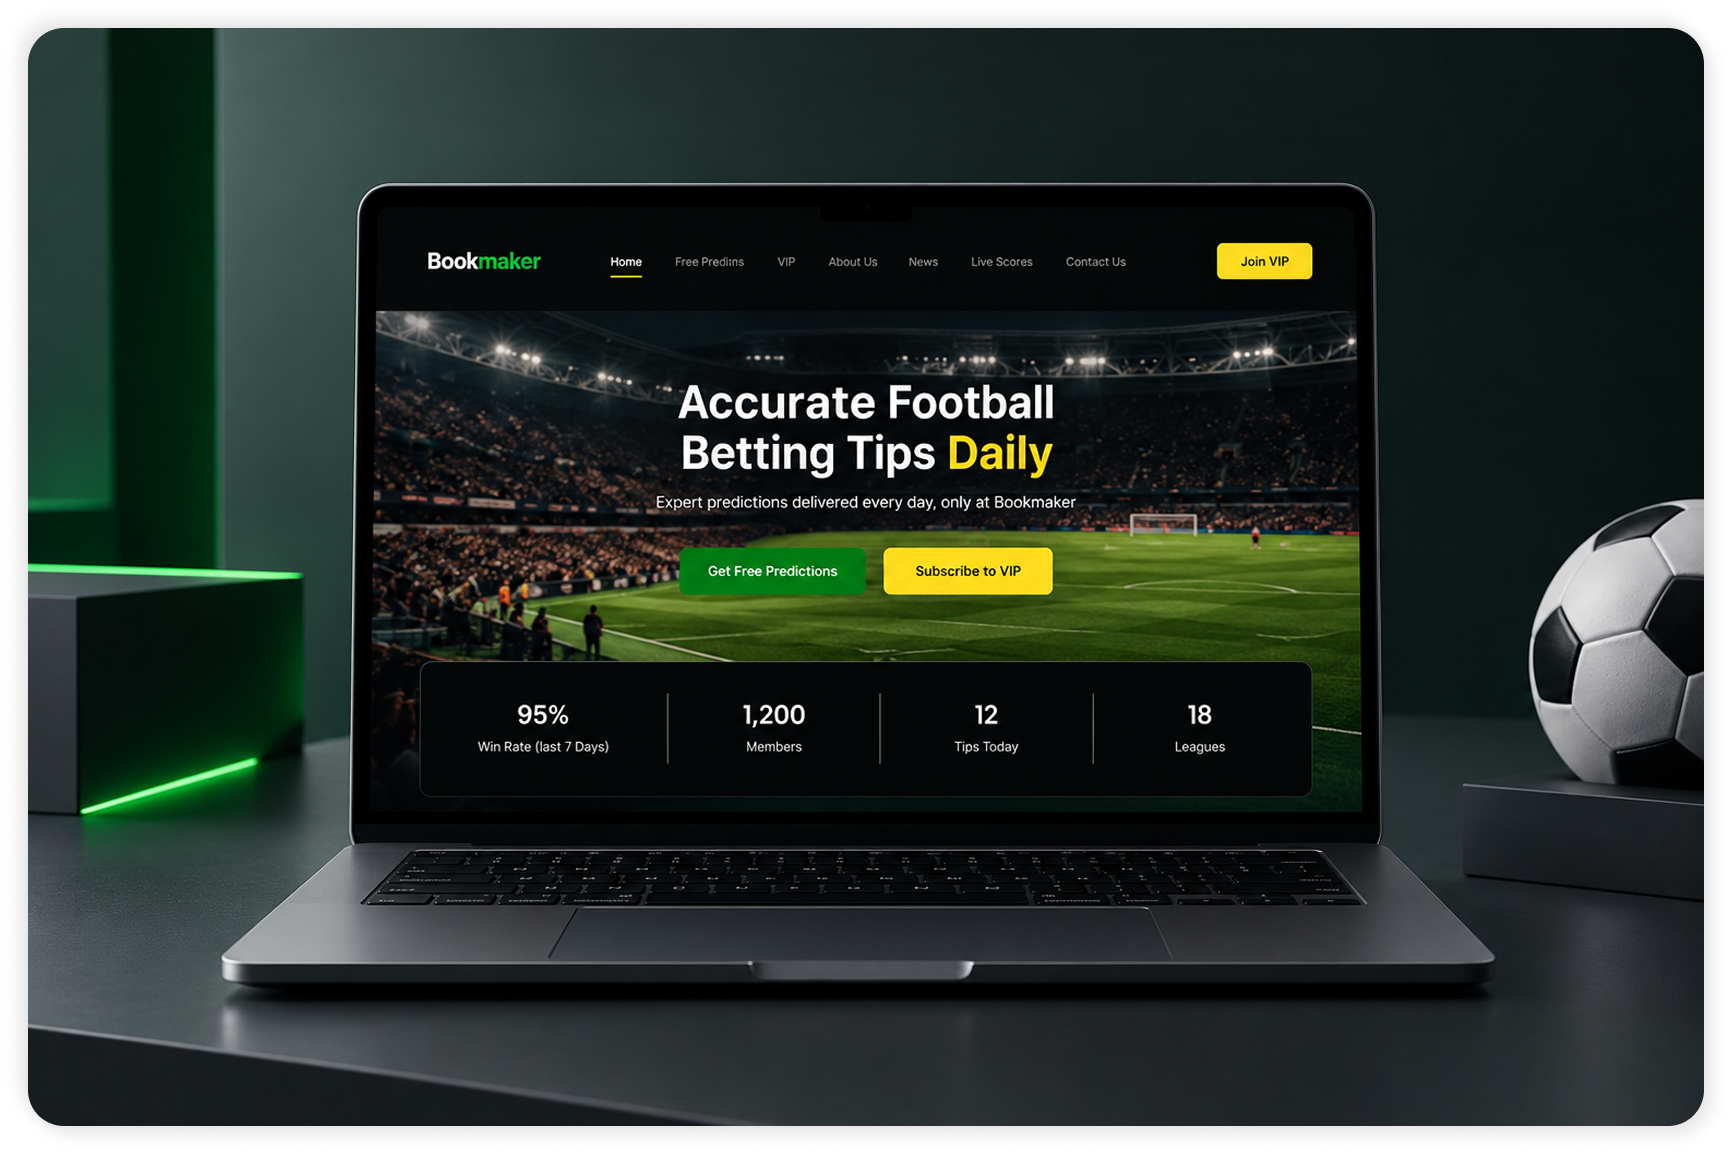 Bookmaker
Home Free Prediıns VIP About Us News Live Scores Contact Us
Join VIP
Accurate Football
Betting Tips Daily
Expert predictions delivered every day, only at Bookmaker
Get Free Predictions Subscribe to VIP
95% 1,200 12 18
Win Rate (last 7 Days) Members Tips Today Leagues